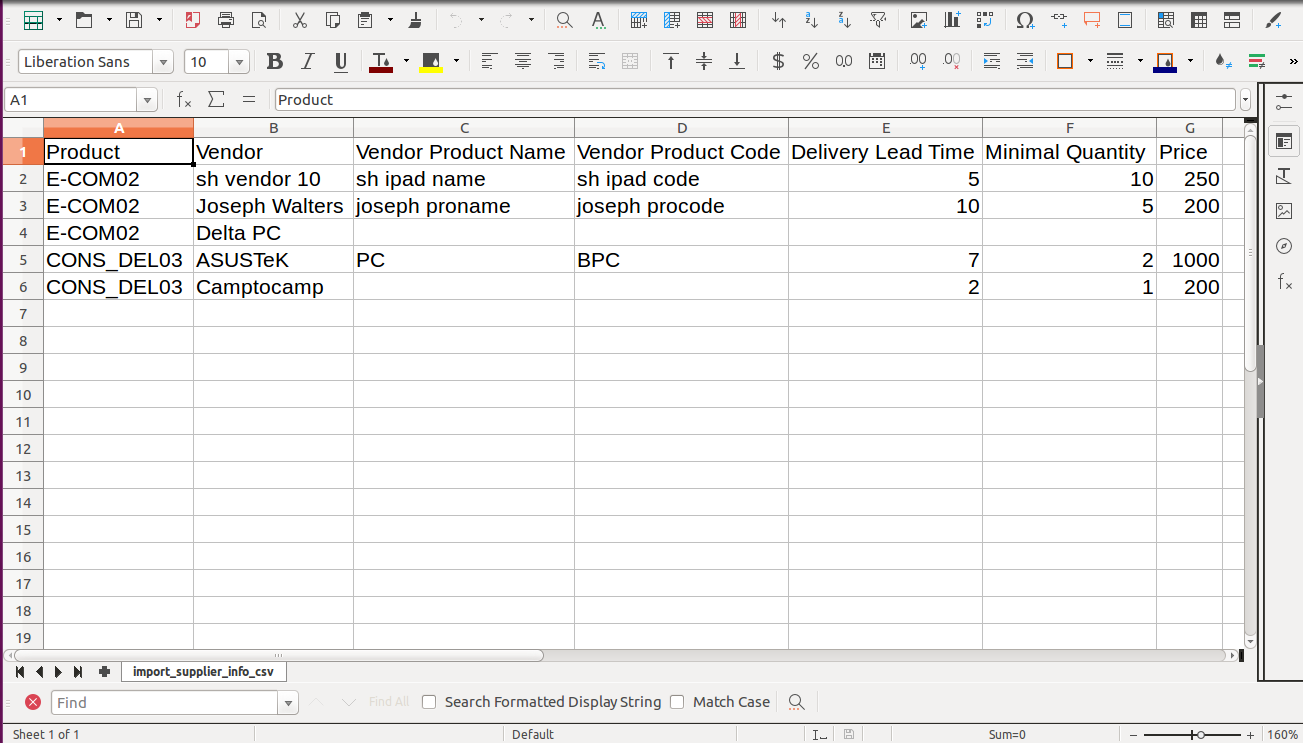 Liberation Sans 10
A1 Product
A B C D E F G
1 Product Vendor Vendor Product Name Vendor Product Code Delivery Lead Time Minimal Quantity Price
2 E-COM02 sh vendor 10 sh ipad name sh ipad code 5 10 250
3 E-COM02 Joseph Walters joseph proname joseph procode 10 5 200
4 E-COM02 Delta PC
5 CONS_DEL03 ASUSTeK PC BPC 7 2 1000
6 CONS_DEL03 Camptocamp 2 1 200
7
8
9
10
11
12
13
14
15
16
17
18
19
import_supplier_info_csv
Find Find All Search Formatted Display String Match Case
Sheet 1 of 1 Default Sum=0 160%